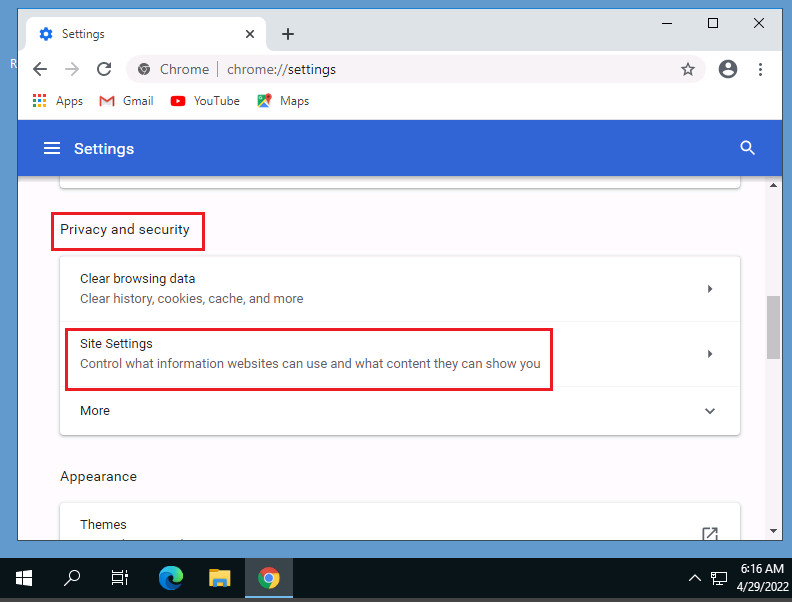 Settings
R
Chrome
chrome://settings
Apps
Gmail
YouTube
Maps
Settings
Privacy and security
Clear browsing data
Clear history, cookies, cache, and more
Site Settings
Control what information websites can use and what content they can show you
More
Appearance
Themes
6:16 AM
4/29/2022